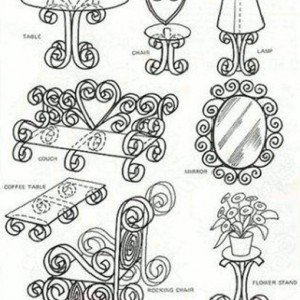 TABLE
CHAIR
LAMP
COUCH
MIRROR
COFFEE TABLE
ROCKING CHAIR
FLOWER STAND